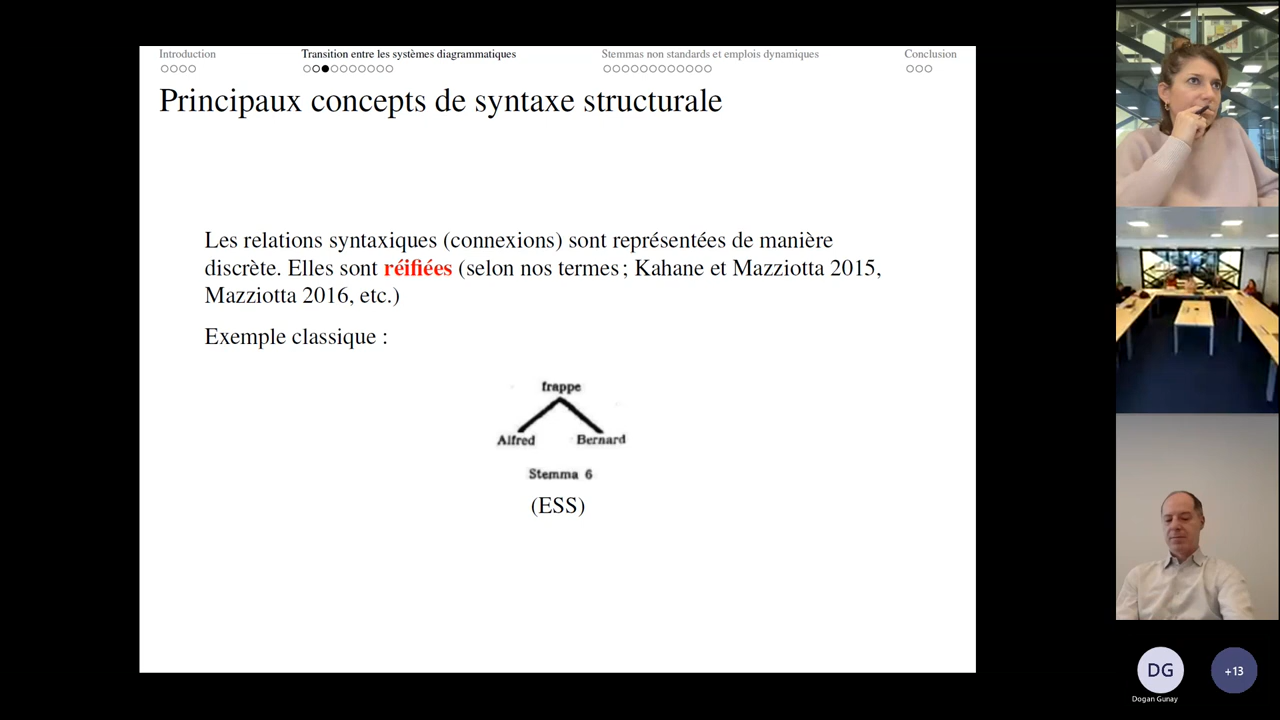 Introduction
Transition entre les systèmes diagrammatiques
Stemmas non standards et emplois dynamiques
Conclusion
Principaux concepts de syntaxe structurale
Les relations syntaxiques (connexions) sont représentées de manière
discrète. Elles sont réifiées (selon nos termes ; Kahane et Mazziotta 2015,
Mazziotta 2016, etc.)
Exemple classique :
frappe
Alfred Bernard
Stemma 6
(ESS)
DG
+13
Dogan Gunay